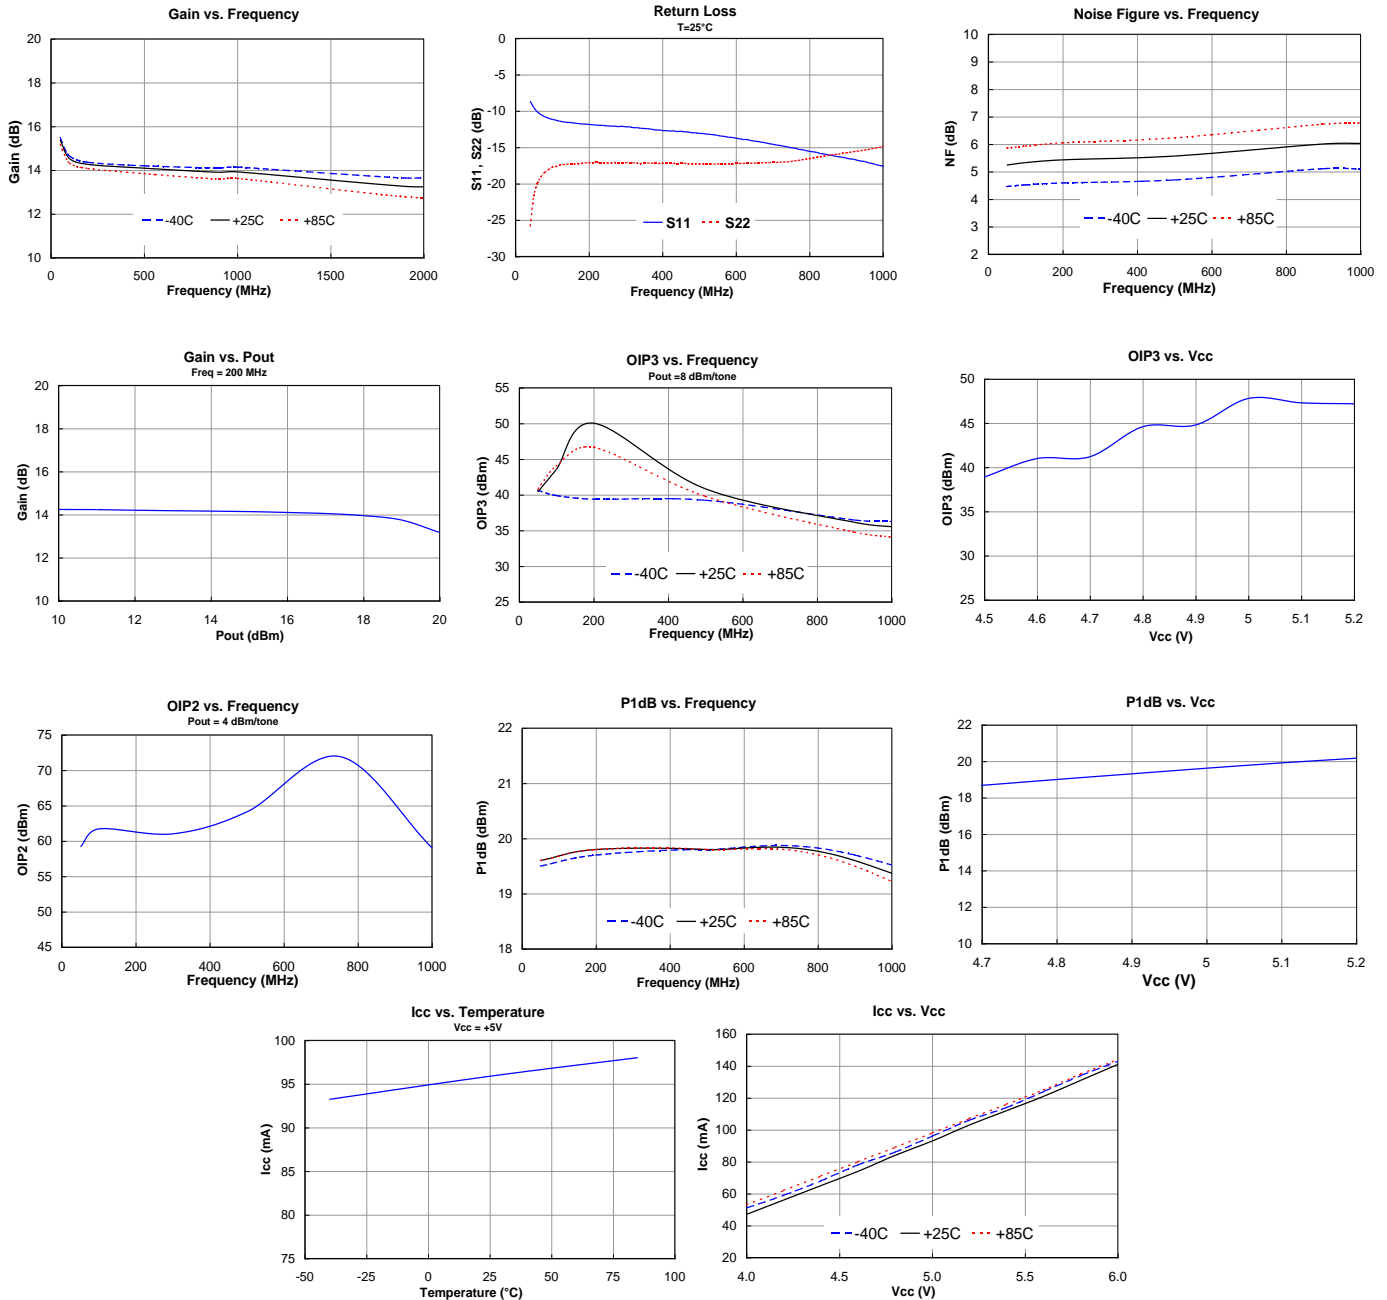 Gain vs. Frequency
Gain (dB)
20
18
16
14
12
10
-40C +25C +85C
0 500 1000 1500 2000
Frequency (MHz)
Return Loss
T=25°C
S11, S22 (dB)
0
-5
-10
-15
-20
-25
-30
S11 S22
0 200 400 600 800 1000
Frequency (MHz)
Noise Figure vs. Frequency
NF (dB)
10
9
8
7
6
5
4
3
2
-40C +25C +85C
0 200 400 600 800 1000
Frequency (MHz)
Gain vs. Pout
Freq = 200 MHz
Gain (dB)
20
18
16
14
12
10
10 12 14 16 18 20
Pout (dBm)
OIP3 vs. Frequency
Pout =8 dBm/tone
OIP3 (dBm)
55
50
45
40
35
30
25
-40C +25C +85C
0 200 400 600 800 1000
Frequency (MHz)
OIP3 vs. Vcc
OIP3 (dBm)
50
45
40
35
30
25
4.5 4.6 4.7 4.8 4.9 5 5.1 5.2
Vcc (V)
OIP2 vs. Frequency
Pout = 4 dBm/tone
OIP2 (dBm)
75
70
65
60
55
50
45
0 200 400 600 800 1000
Frequency (MHz)
P1dB vs. Frequency
P1dB (dBm)
22
21
20
19
18
-40C +25C +85C
0 200 400 600 800 1000
Frequency (MHz)
P1dB vs. Vcc
P1dB (dBm)
22
20
18
16
14
12
10
4.7 4.8 4.9 5 5.1 5.2
Vcc (V)
Icc vs. Temperature
Vcc = +5V
Icc (mA)
100
95
90
85
80
75
-50 -25 0 25 50 75 100
Temperature (°C)
Icc vs. Vcc
Icc (mA)
160
140
120
100
80
60
40
20
-40C +25C +85C
4.0 4.5 5.0 5.5 6.0
Vcc (V)